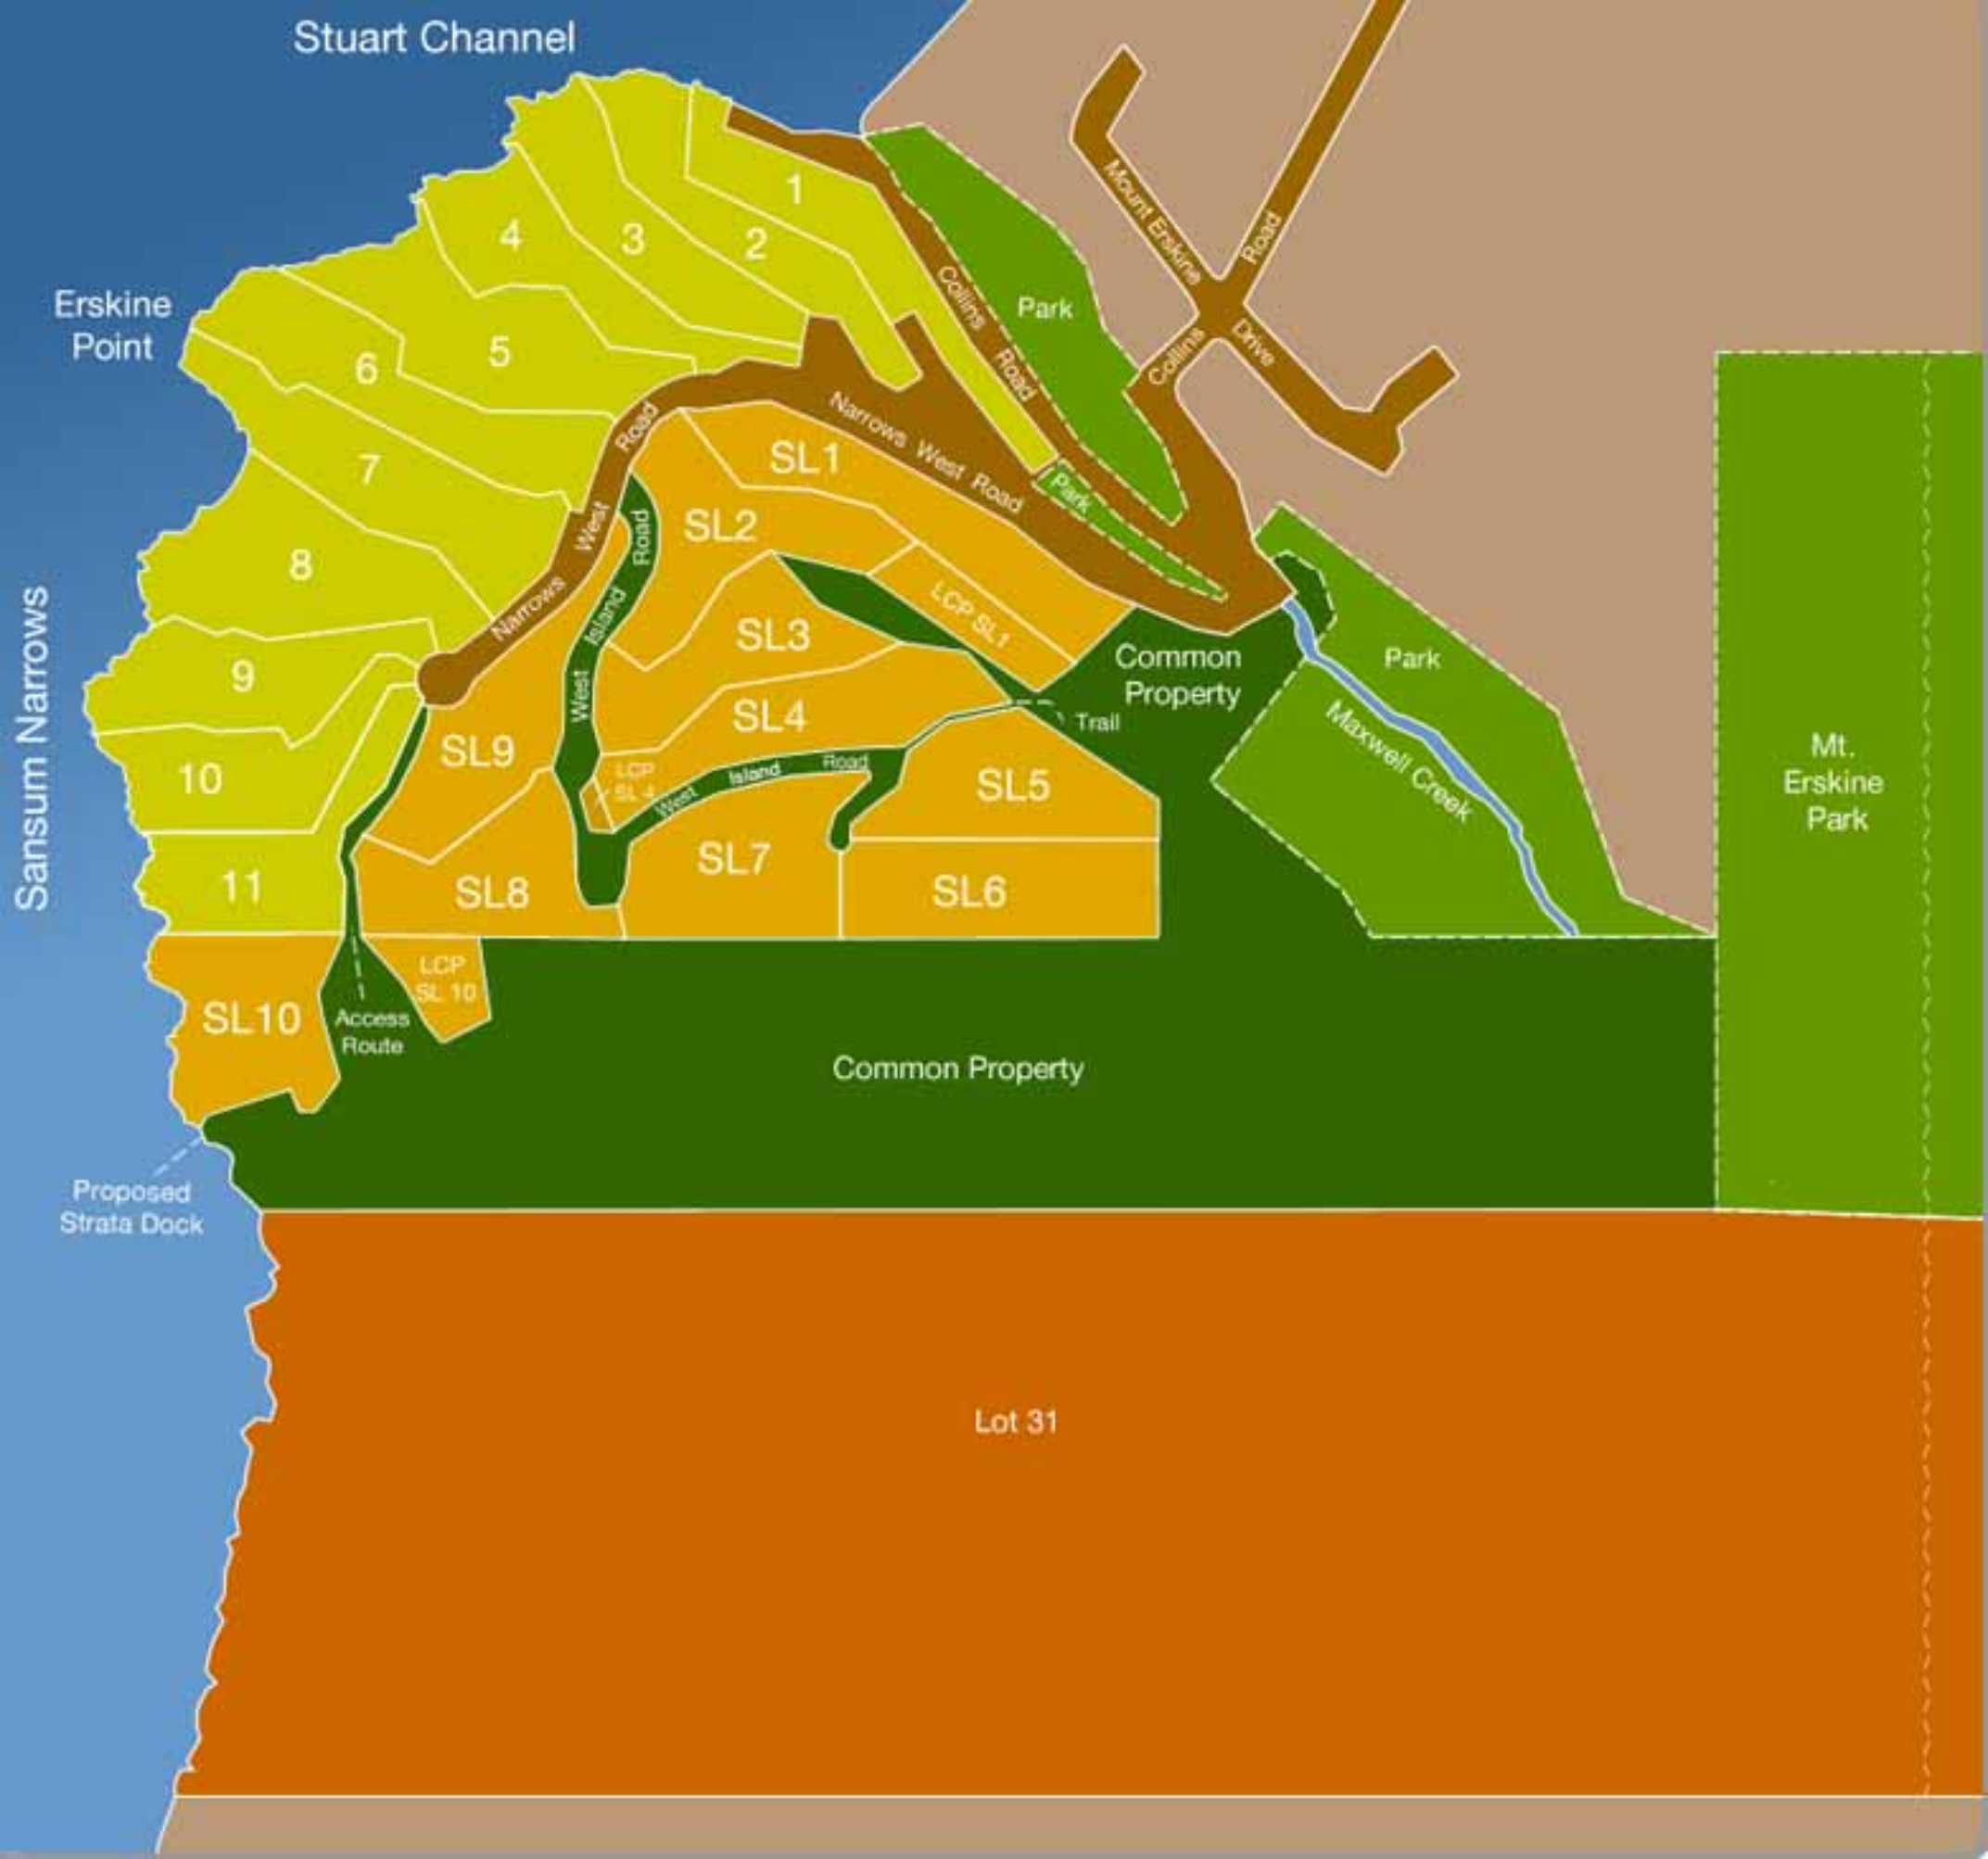 Stuart Channel
Erskine
Point
Sansum Narrows
1
2
3
4
5
6
7
8
9
10
11
Mount Erskine
Drive
Road
Collins
Collins Road
Park
Park
Park
Narrows West Road
Narrows West Road
West Island Road
West Island Road
SL1
SL2
LCP SL1
SL3
SL4
LCP
SL 4
SL5
SL6
SL7
SL8
SL9
SL10
LCP
SL 10
Common
Property
Trail
Maxwell Creek
Mt.
Erskine
Park
Access
Route
Common Property
Proposed
Strata Dock
Lot 31